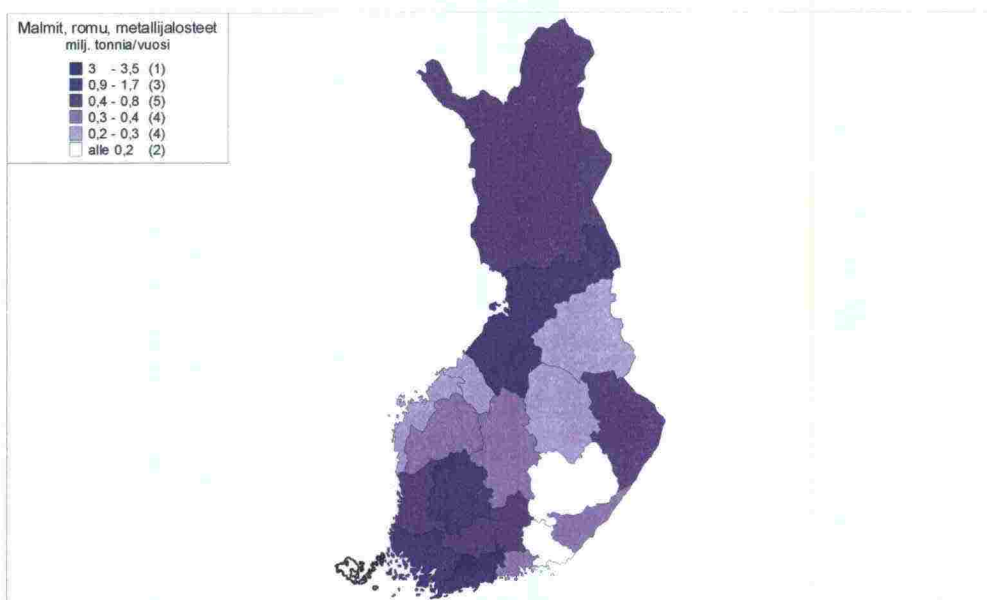 Malmit, romu, metallijalosteet
milj. tonnia/vuosi
3 - 3,5 (1)
0,9 - 1,7 (3)
0,4 - 0,8 (5)
0,3 - 0,4 (4)
0,2 - 0,3 (4)
alle 0,2 (2)